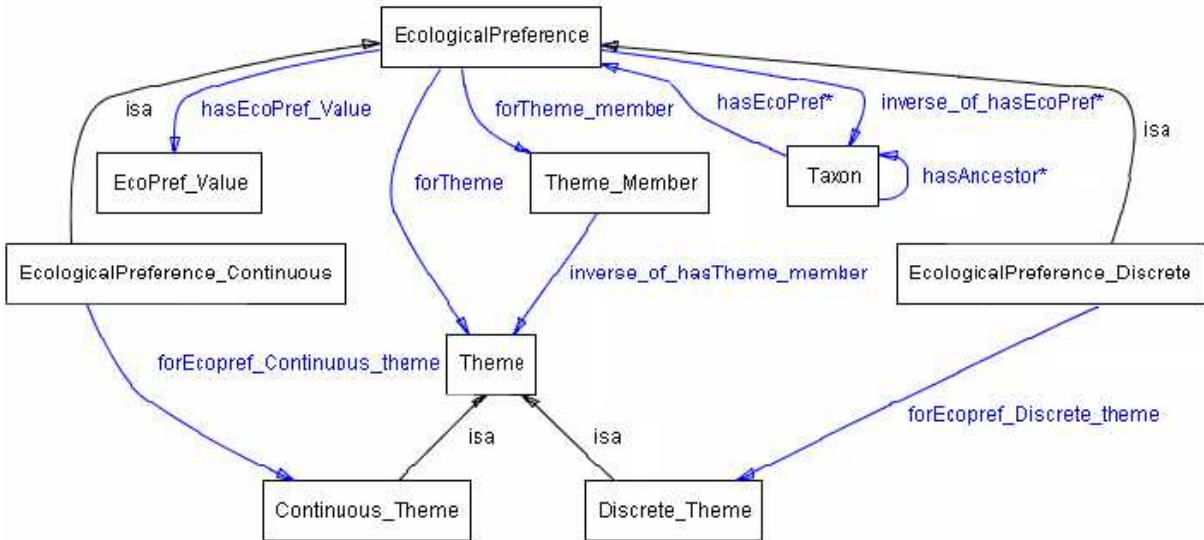 EcologicalPreference
isa
hasEcoPref_Value
forTheme_member
hasEcoPref*
inverse_of_hasEcoPref*
isa
EcoPref_Value
forTheme
Theme_Member
Taxon
hasAncestor*
EcologicalPreference_Continuous
inverse_of_hasTheme_member
EcologicalPreference_Discrete
forEcopref_Continuous_theme
Theme
forEcopref_Discrete_theme
isa
isa
Continuous_Theme
Discrete_Theme